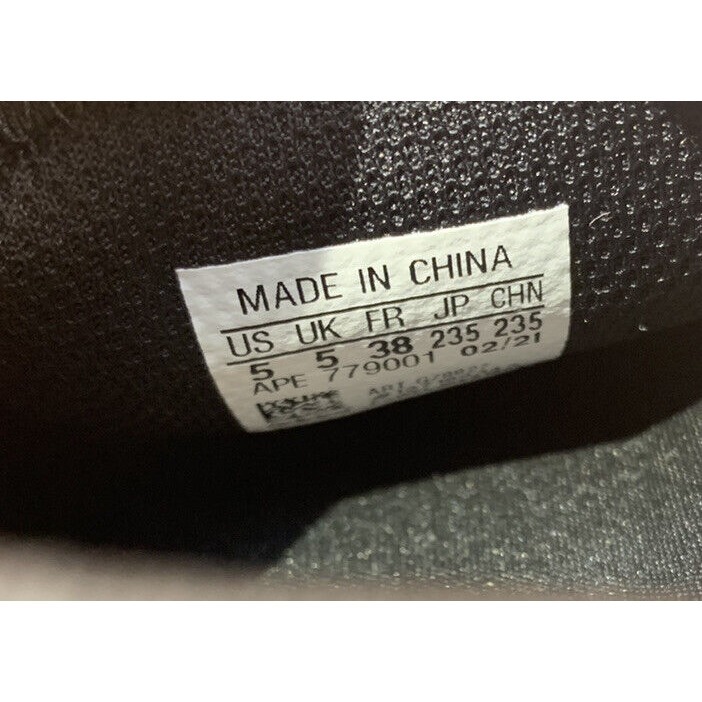 MADE IN CHINA
US UK FR JP CHN
5 5 38 235 235
APE 779001 02/21